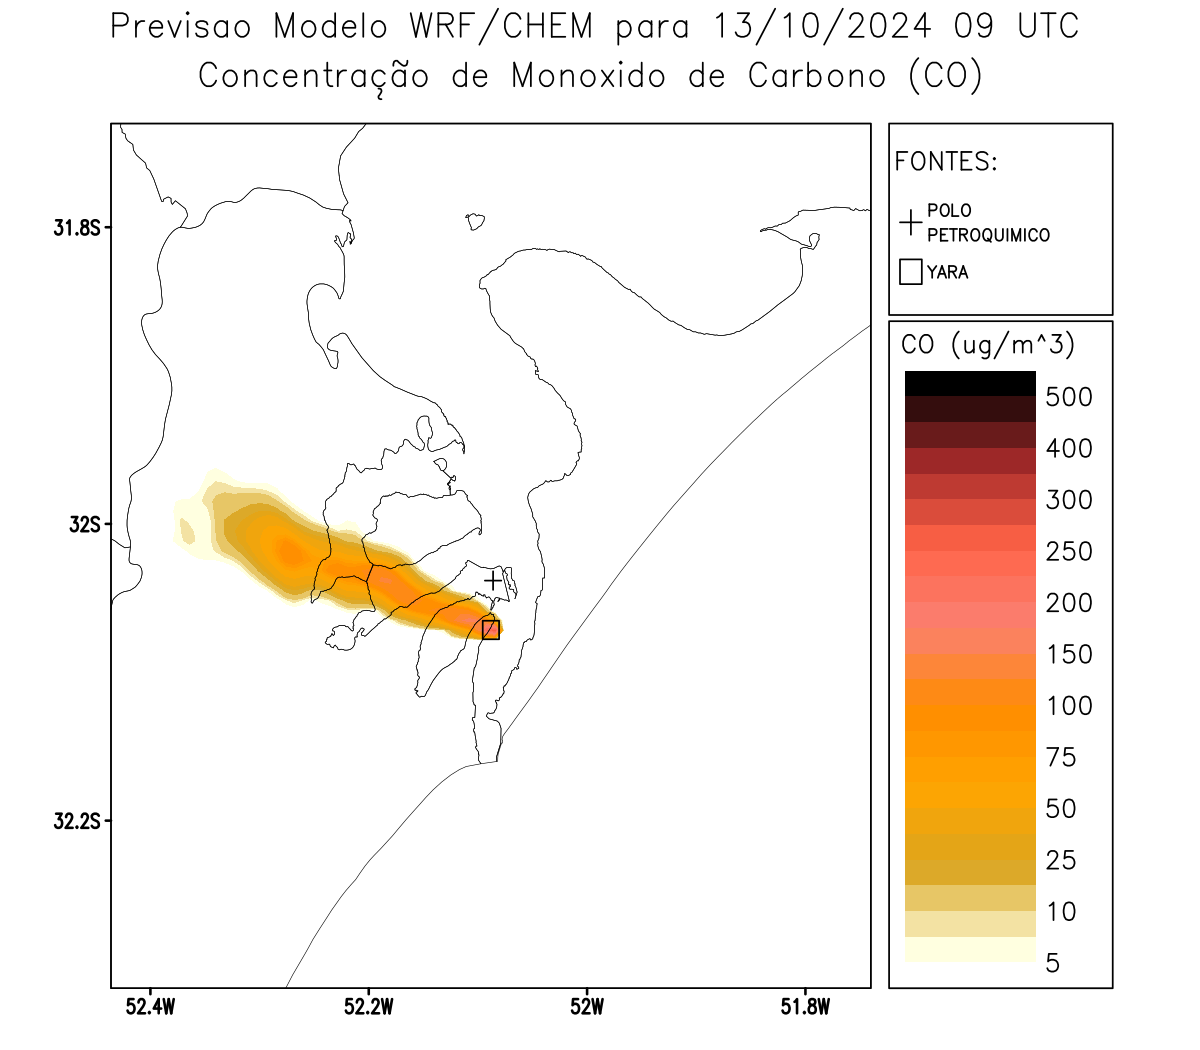 Previsao Modelo WRF/CHEM para 13/10/2024 09 UTC
Concentração de Monoxido de Carbono (CO)
FONTES:
POLO
PETROQUIMICO
YARA
CO (ug/m^3)
500
400
300
250
200
150
100
75
50
25
10
5
31.8S
32S
32.2S
52.4W
52.2W
52W
51.8W